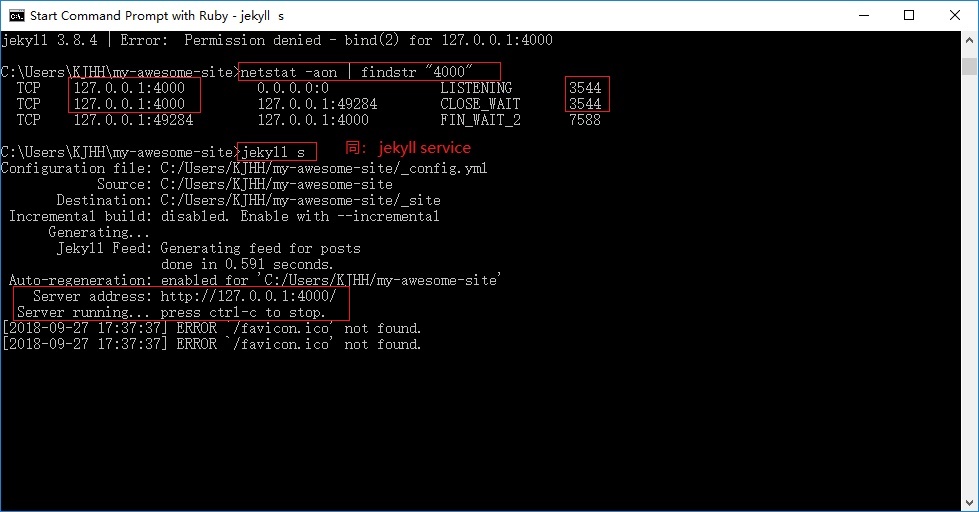 Start Command Prompt with Ruby - jekyll  s
jekyll 3.8.4 | Error:  Permission denied - bind(2) for 127.0.0.1:4000
C:\Users\KJHH\my-awesome-site>netstat -aon | findstr "4000"
TCP    127.0.0.1:4000         0.0.0.0:0              LISTENING       3544
TCP    127.0.0.1:4000         127.0.0.1:49284        CLOSE_WAIT      3544
TCP    127.0.0.1:49284        127.0.0.1:4000         FIN_WAIT_2      7588
C:\Users\KJHH\my-awesome-site>jekyll s 同： jekyll service
Configuration file: C:/Users/KJHH/my-awesome-site/_config.yml
Source: C:/Users/KJHH/my-awesome-site
Destination: C:/Users/KJHH/my-awesome-site/_site
Incremental build: disabled. Enable with --incremental
Generating...
Jekyll Feed: Generating feed for posts
done in 0.591 seconds.
Auto-regeneration: enabled for 'C:/Users/KJHH/my-awesome-site'
Server address: http://127.0.0.1:4000/
Server running... press ctrl-c to stop.
[2018-09-27 17:37:37] ERROR `/favicon.ico' not found.
[2018-09-27 17:37:37] ERROR `/favicon.ico' not found.